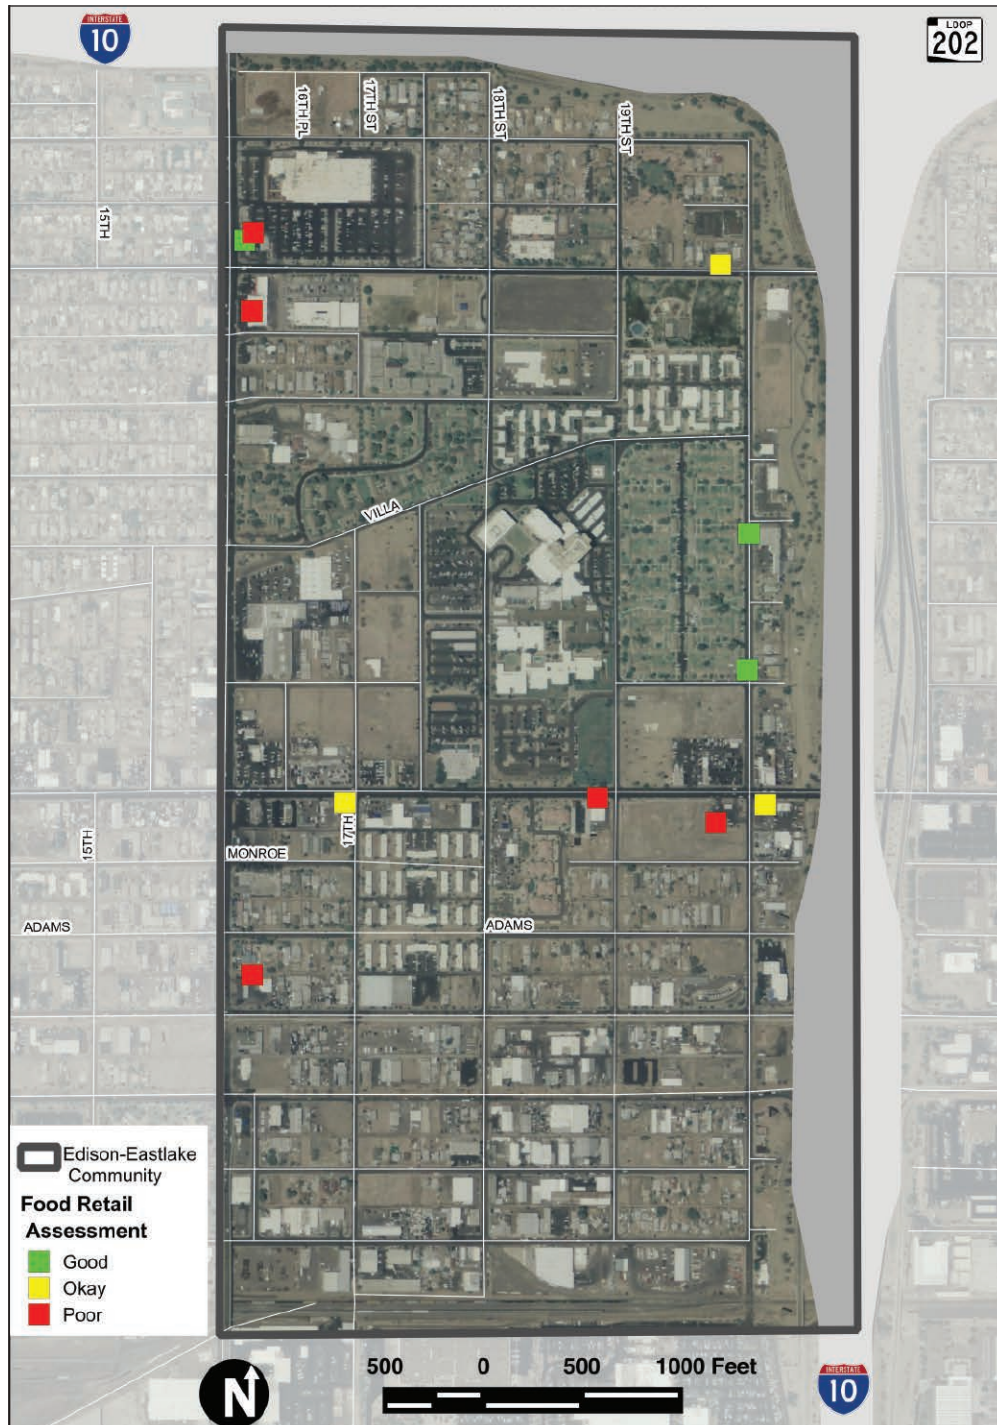 INTERSTATE
10
LOOP
202
16TH PL
17TH ST
18TH ST
19TH ST
15TH
VILLA
17TH
15TH
MONROE
ADAMS
ADAMS
Edison-Eastlake
Community
Food Retail
Assessment
Good
Okay
Poor
N
500 0 500 1000 Feet
INTERSTATE
10